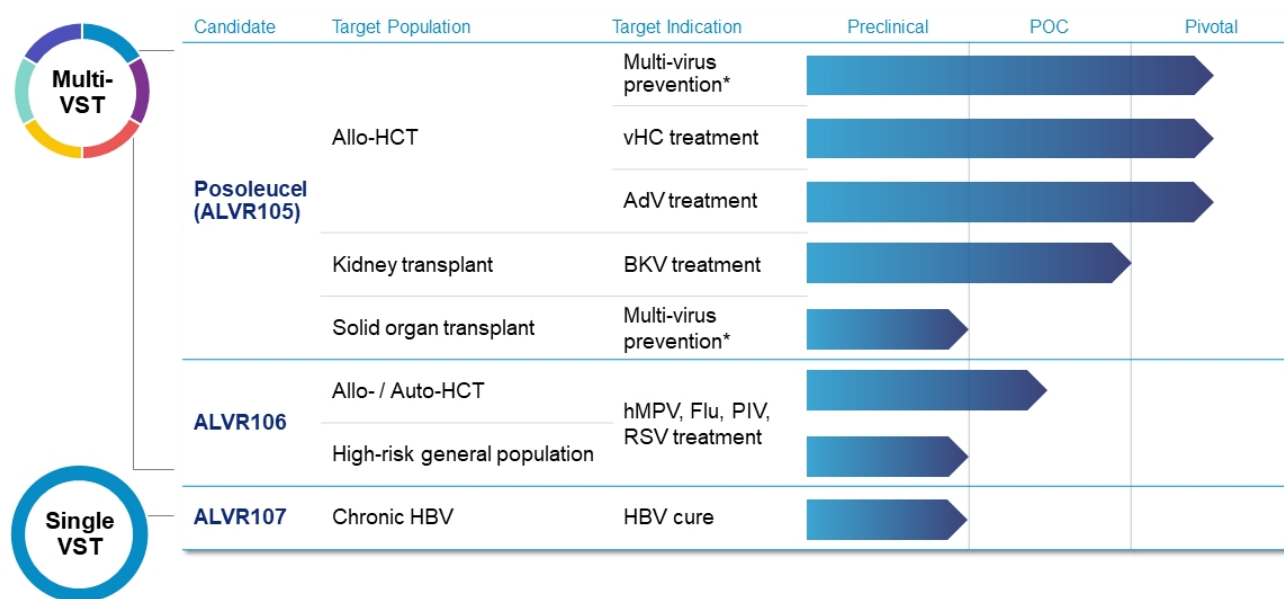 Candidate
Target Population
Target Indication
Preclinical
POC
Pivotal
Multi-
VST
Posoleucel
(ALVR105)
Allo-HCT
Multi-virus
prevention*
vHC treatment
AdV treatment
Kidney transplant
BKV treatment
Solid organ transplant
Multi-virus
prevention*
ALVR106
Allo- / Auto-HCT
hMPV, Flu, PIV,
RSV treatment
High-risk general population
Single
VST
ALVR107
Chronic HBV
HBV cure